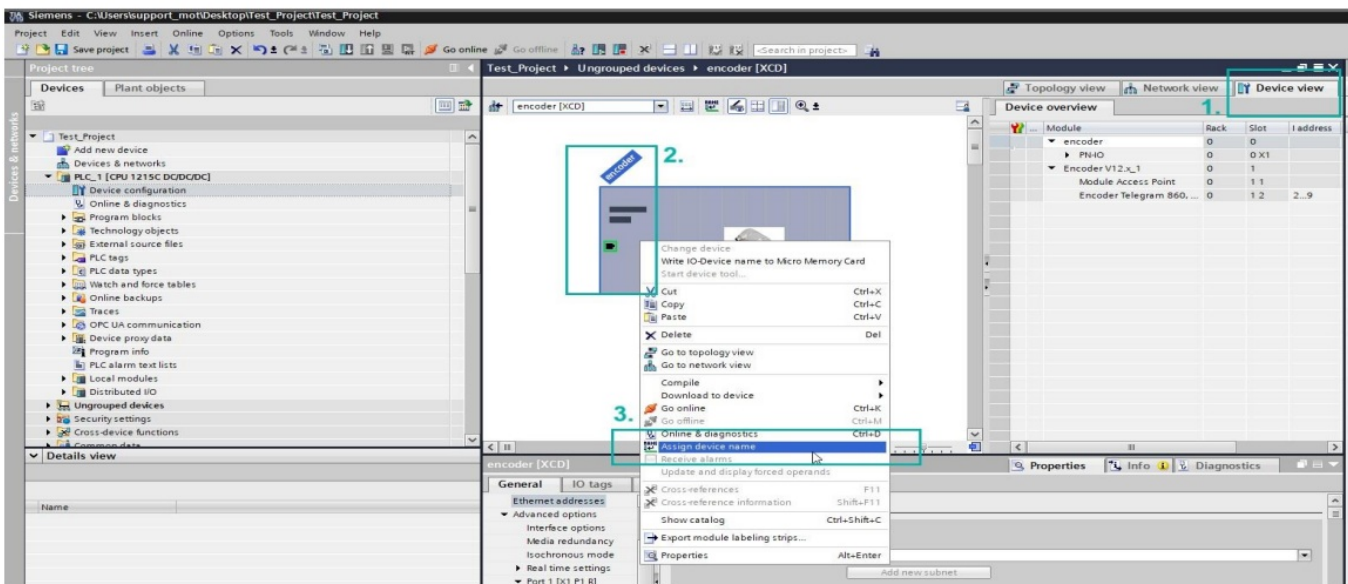 Siemens - C:\Users\support_mot\Desktop\Test_Project\Test_Project
Project Edit View Insert Online Options Tools Window Help
Save project Go online Go offline <Search in project>
Project tree
Devices Plant objects
Devices & networks
Test_Project
Add new device
Devices & networks
PLC_1 [CPU 1215C DC/DC/DC]
Device configuration
Online & diagnostics
Program blocks
Technology objects
External source files
PLC tags
PLC data types
Watch and force tables
Online backups
Traces
OPC UA communication
Device proxy data
Program info
PLC alarm text lists
Local modules
Distributed I/O
Ungrouped devices
Security settings
Cross-device functions
Common data
Details view
Name
Test_Project Ungrouped devices encoder [XCD]
Topology view Network view Device view
1.
encoder [XCD]
2.
encoder
3.
Change device
Write IO-Device name to Micro Memory Card
Start device tool...
Cut Ctrl+X
Copy Ctrl+C
Paste Ctrl+V
Delete Del
Go to topology view
Go to network view
Compile
Download to device
Go online Ctrl+K
Go offline Ctrl+M
Online & diagnostics Ctrl+D
Assign device name
Receive alarms
Update and display forced operands
Cross-references F11
Cross-reference information Shift+F11
Show catalog Ctrl+Shift+C
Export module labeling strips...
Properties Alt+Enter
Device overview
... Module Rack Slot I address
encoder 0 0
PN-IO 0 0 X1
Encoder V12.x_1 0 1
Module Access Point 0 1 1
Encoder Telegram 860, ... 0 1 2 2...9
encoder [XCD]
Properties Info Diagnostics
General IO tags
Ethernet addresses
Advanced options
Interface options
Media redundancy
Isochronous mode
Real time settings
Port 1 [X1 P1 R]
Add new subnet